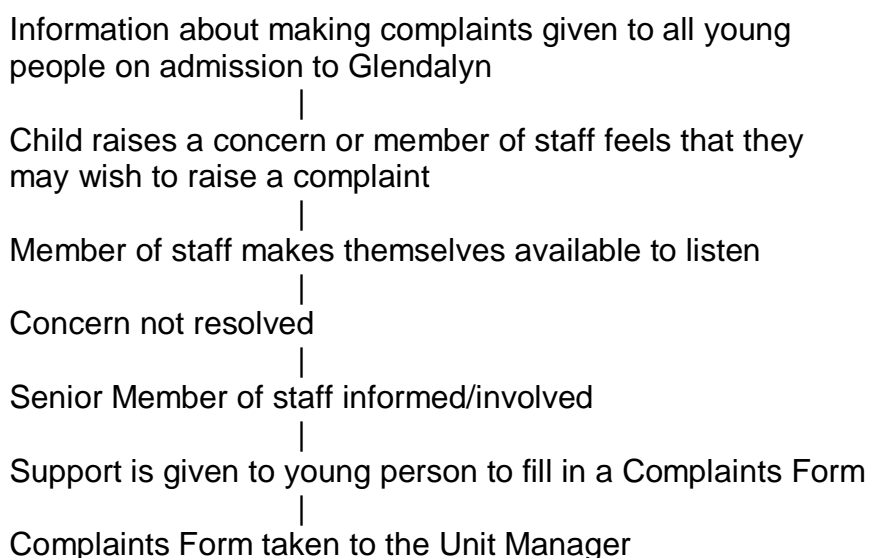 Information about making complaints given to all young
people on admission to Glendalyn
|
Child raises a concern or member of staff feels that they
may wish to raise a complaint
|
Member of staff makes themselves available to listen
|
Concern not resolved
|
Senior Member of staff informed/involved
|
Support is given to young person to fill in a Complaints Form
|
Complaints Form taken to the Unit Manager